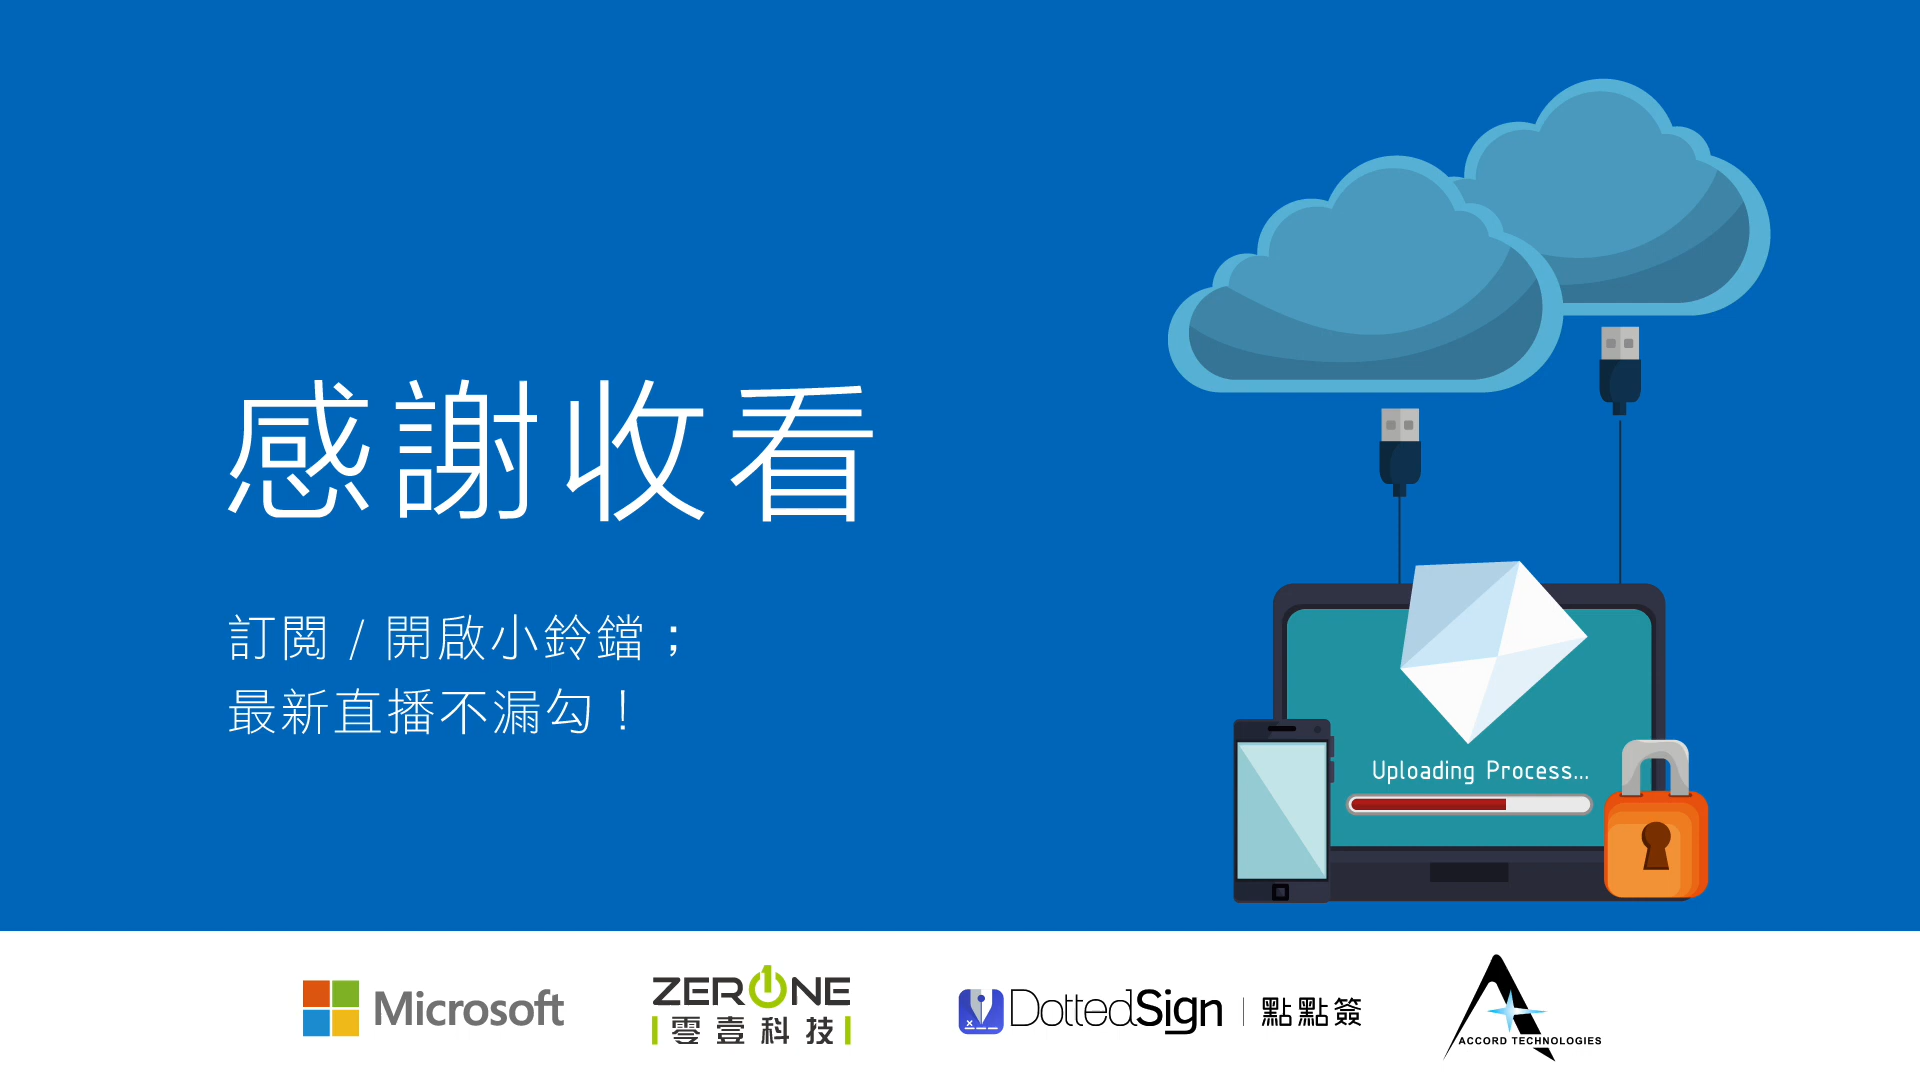 感謝收看
訂閱 / 開啟小鈴鐺；
最新直播不漏勾！
Uploading Process...
Microsoft
ZERONE
零壹科技
DottedSign | 點點簽
ACCORD TECHNOLOGIES